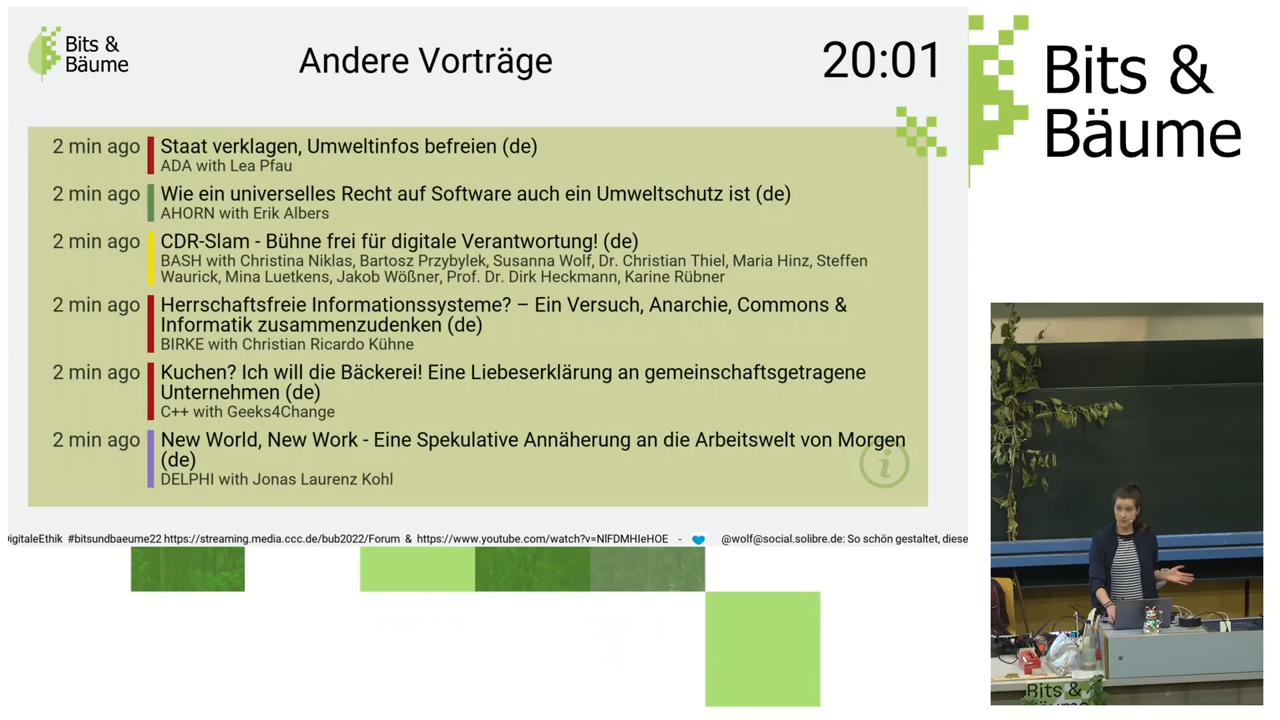 Bits &
Bäume
Andere Vorträge
20:01
2 min ago
Staat verklagen, Umweltinfos befreien (de)
ADA with Lea Pfau
2 min ago
Wie ein universelles Recht auf Software auch ein Umweltschutz ist (de)
AHORN with Erik Albers
2 min ago
CDR-Slam - Bühne frei für digitale Verantwortung! (de)
BASH with Christina Niklas, Bartosz Przybylek, Susanna Wolf, Dr. Christian Thiel, Maria Hinz, Steffen
Waurick, Mina Luetkens, Jakob Wößner, Prof. Dr. Dirk Heckmann, Karine Rübner
2 min ago
Herrschaftsfreie Informationssysteme? – Ein Versuch, Anarchie, Commons &
Informatik zusammenzudenken (de)
BIRKE with Christian Ricardo Kühne
2 min ago
Kuchen? Ich will die Bäckerei! Eine Liebeserklärung an gemeinschaftsgetragene
Unternehmen (de)
C++ with Geeks4Change
2 min ago
New World, New Work - Eine Spekulative Annäherung an die Arbeitswelt von Morgen
(de)
DELPHI with Jonas Laurenz Kohl
igitaleEthik #bitsundbaeume22 https://streaming.media.ccc.de/bub2022/Forum & https://www.youtube.com/watch?v=NlFDMHIeHOE - @wolf@social.solibre.de: So schön gestaltet, diese
Bits &
Bäume
Bits &